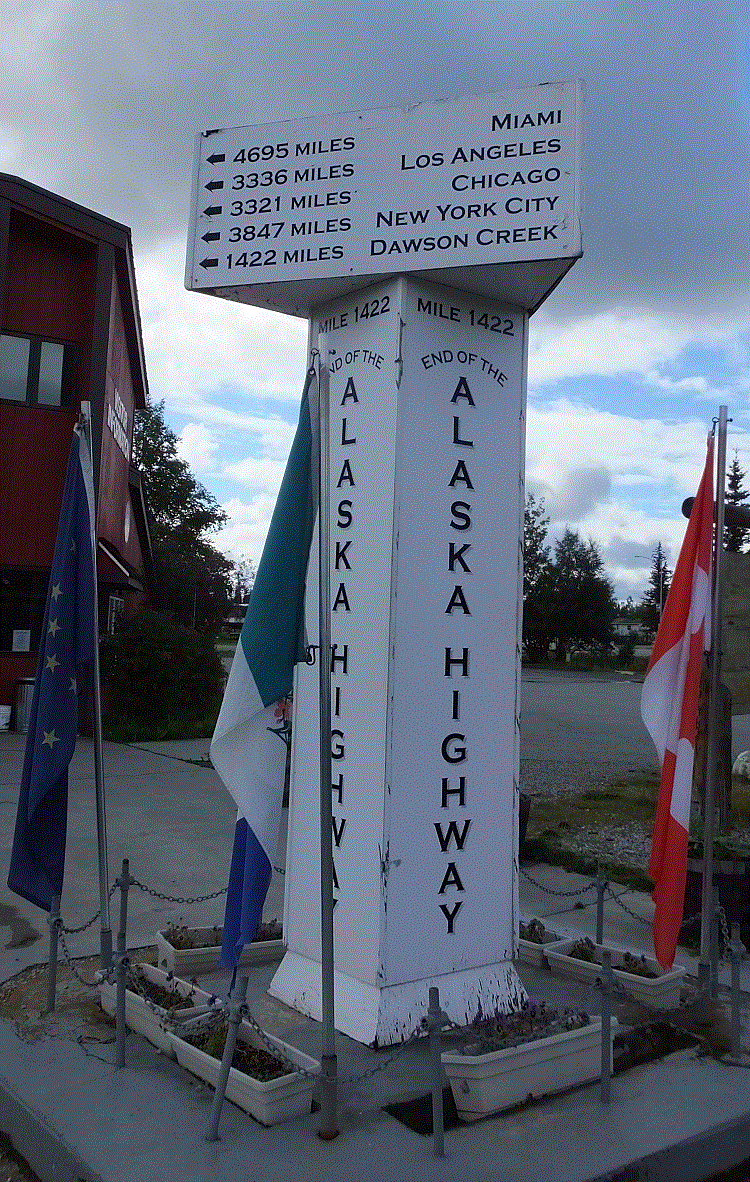 4695 MILES MIAMI
3336 MILES LOS ANGELES
3321 MILES CHICAGO
3847 MILES NEW YORK CITY
1422 MILES DAWSON CREEK
MILE 1422
END OF THE
ALASKA HIGHWAY
MILE 1422
END OF THE
ALASKA HIGHWAY